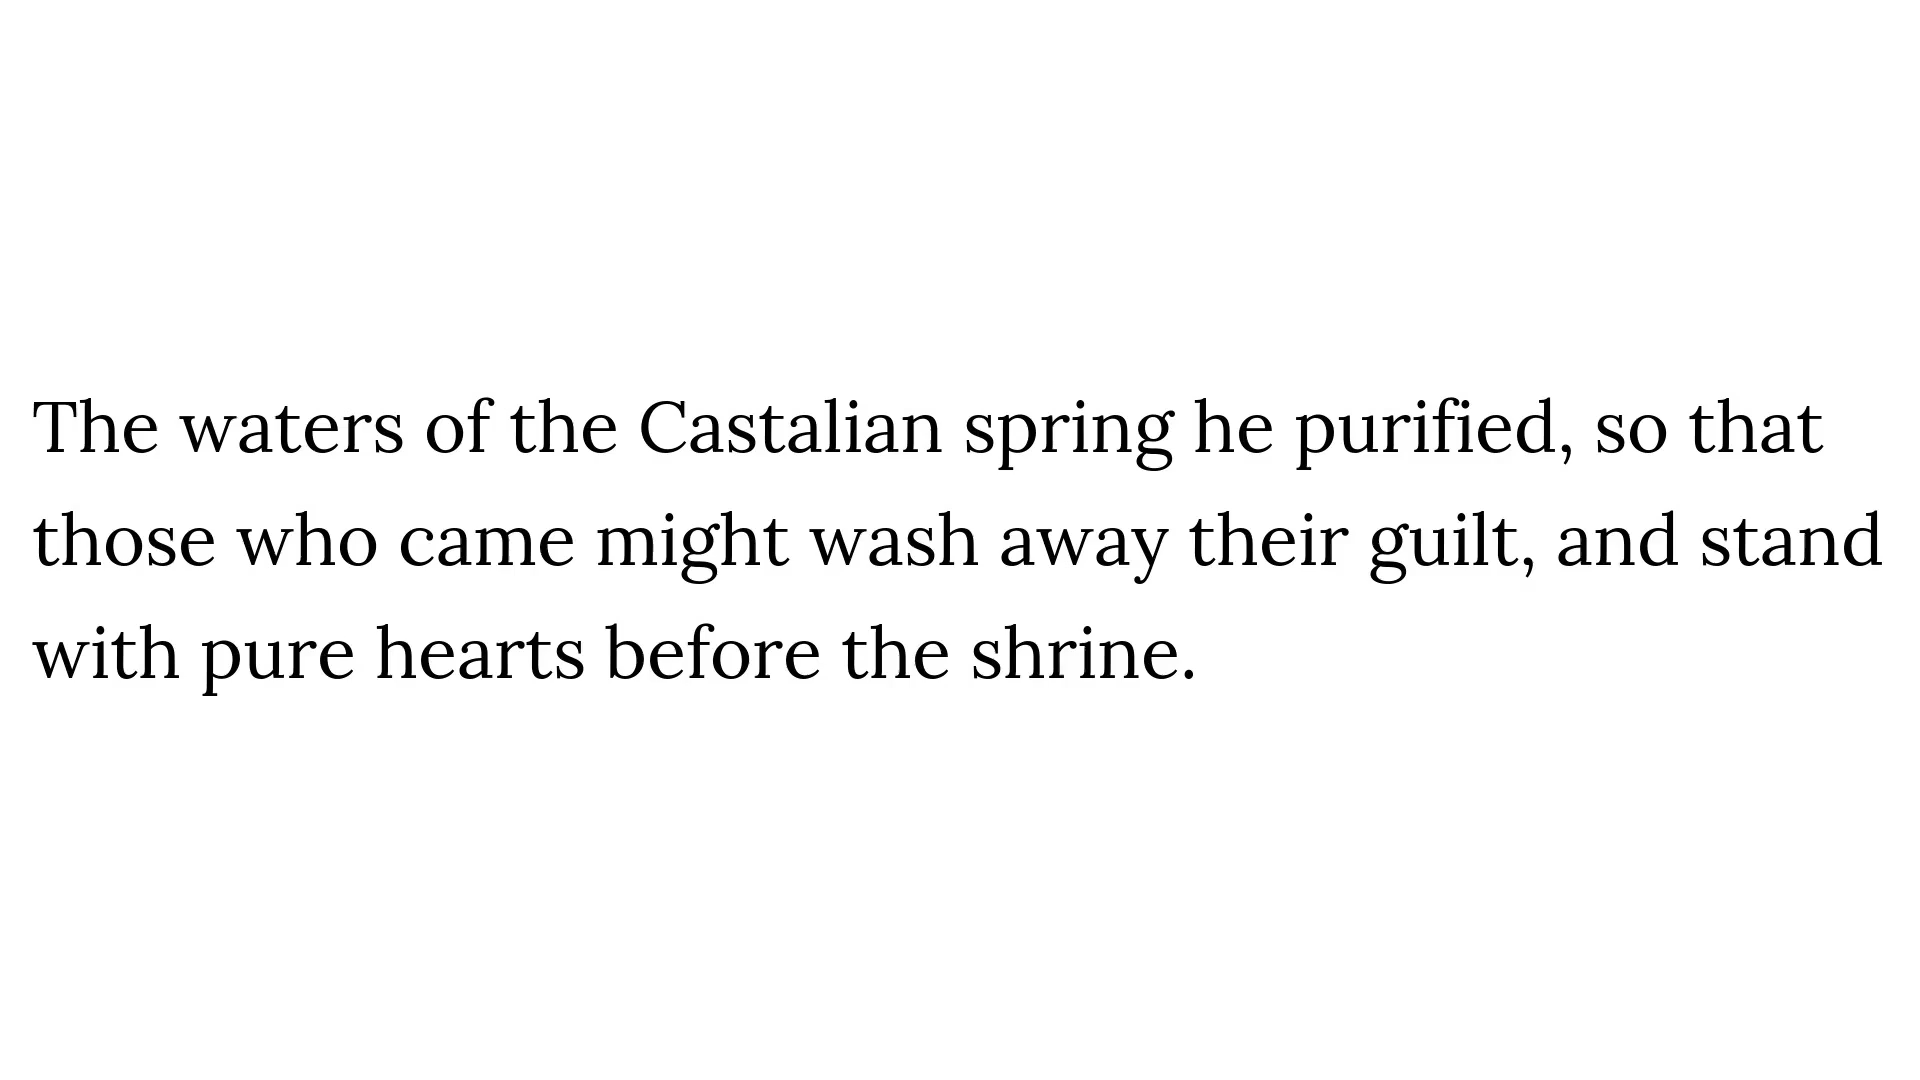 The waters of the Castalian spring he purified, so that
those who came might wash away their guilt, and stand
with pure hearts before the shrine.